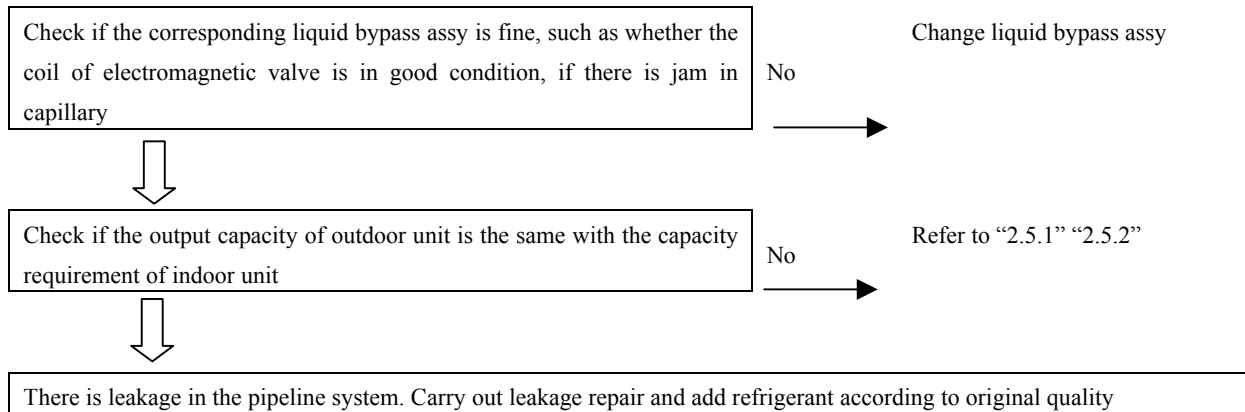 Check if the corresponding liquid bypass assy is fine, such as whether the
coil of electromagnetic valve is in good condition, if there is jam in
capillary
No
Change liquid bypass assy
Check if the output capacity of outdoor unit is the same with the capacity
requirement of indoor unit
No
Refer to “2.5.1” “2.5.2”
There is leakage in the pipeline system. Carry out leakage repair and add refrigerant according to original quality